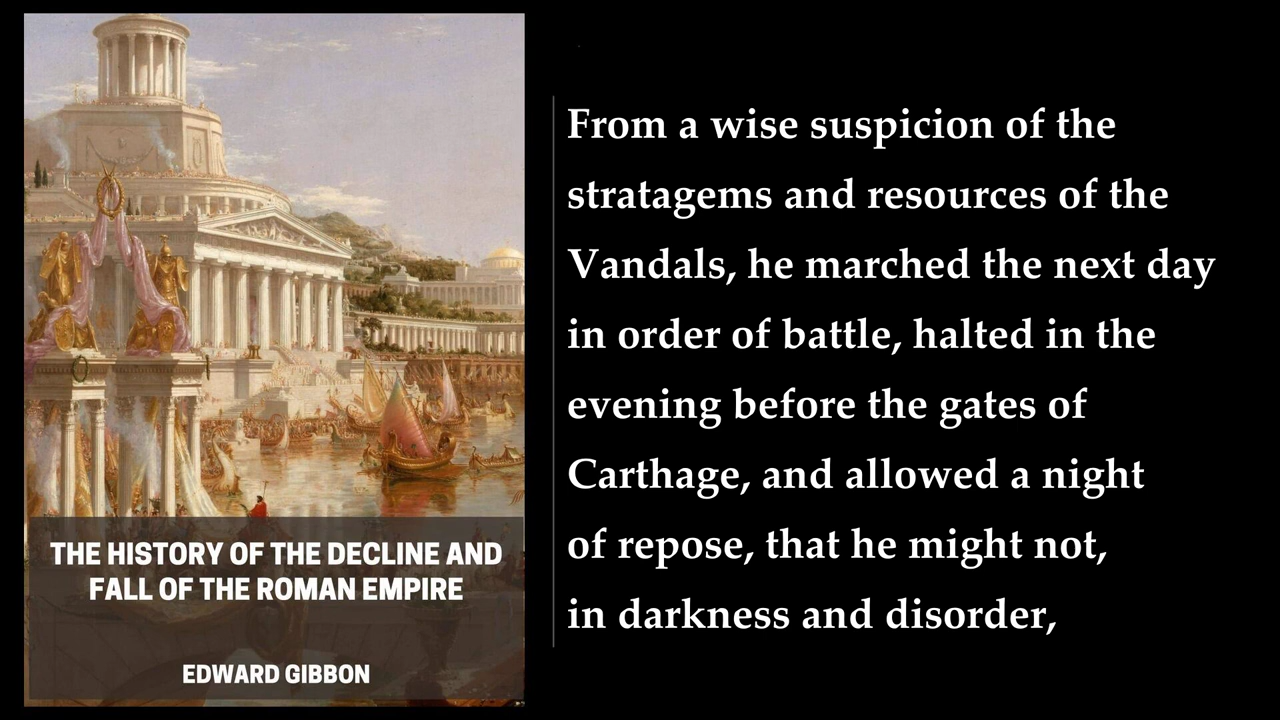 THE HISTORY OF THE DECLINE AND
FALL OF THE ROMAN EMPIRE
EDWARD GIBBON
From a wise suspicion of the
stratagems and resources of the
Vandals, he marched the next day
in order of battle, halted in the
evening before the gates of
Carthage, and allowed a night
of repose, that he might not,
in darkness and disorder,